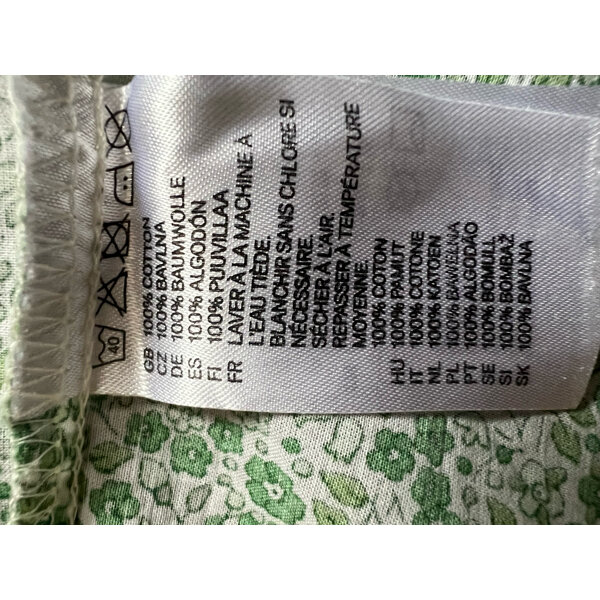 40
GB 100% COTTON
CZ 100% BAVLNA
DE 100% BAUMWOLLE
ES 100% ALGODÓN
FI 100% PUUVILLAA
FR LAVER À LA MACHINE À
L'EAU TIÈDE.
BLANCHIR SANS CHLORE SI
NÉCESSAIRE.
SÉCHER À L'AIR.
REPASSER À TEMPÉRATURE
MOYENNE.
100% COTON
HU 100% PAMUT
IT 100% COTONE
NL 100% KATOEN
PL 100% BAWEŁNA
PT 100% ALGODÃO
SE 100% BOMULL
SI 100% BOMBAŽ
SK 100% BAVLNA